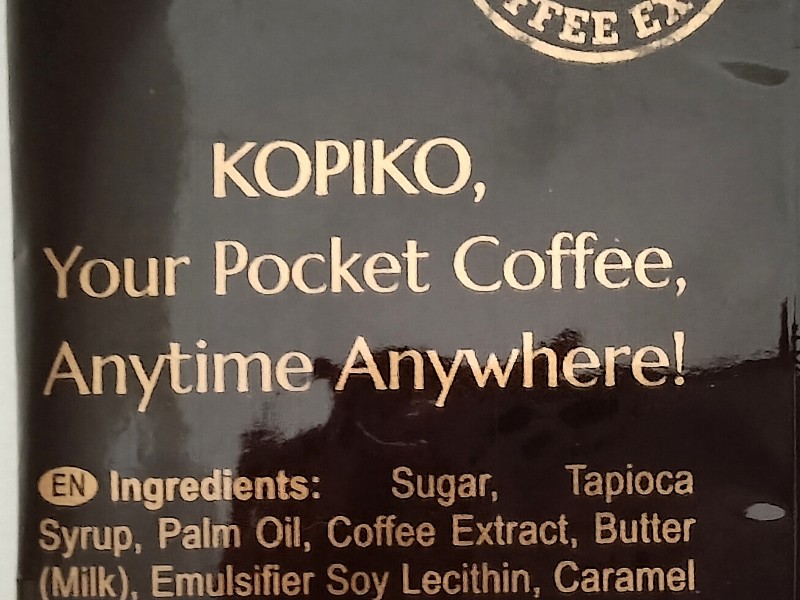 KOPIKO,
Your Pocket Coffee,
Anytime Anywhere!
EN Ingredients: Sugar, Tapioca
Syrup, Palm Oil, Coffee Extract, Butter
(Milk), Emulsifier Soy Lecithin, Caramel